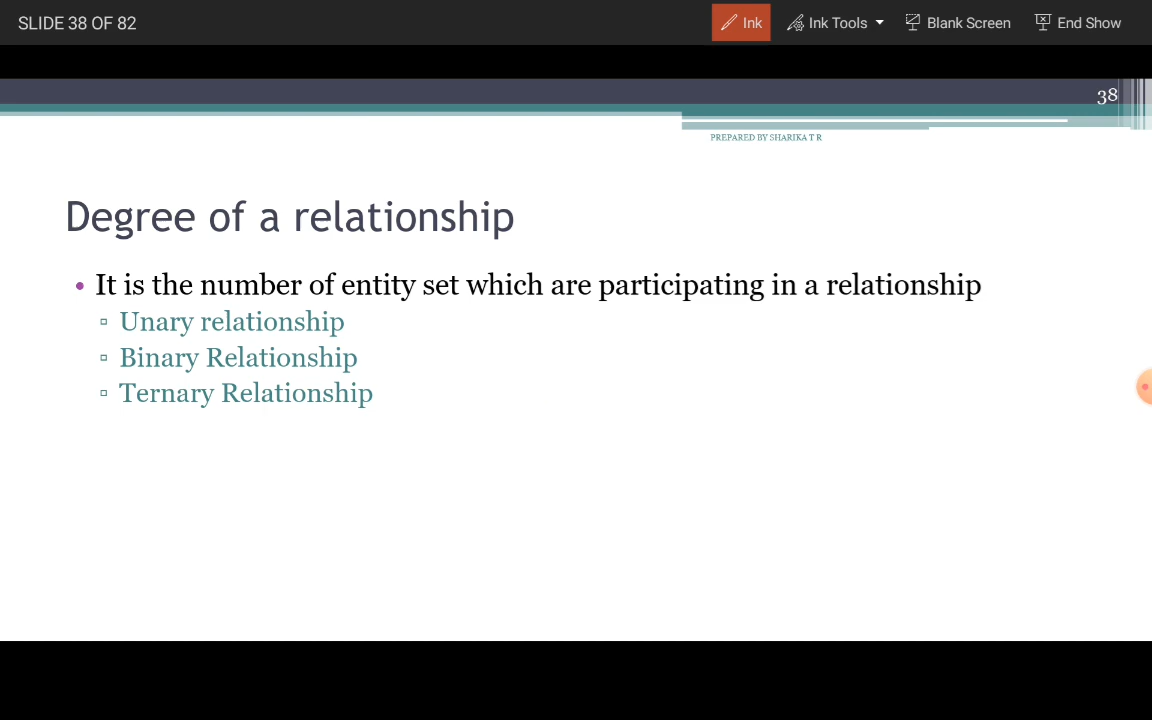 SLIDE 38 OF 82
Ink
Ink Tools
Blank Screen
End Show
38
PREPARED BY SHARIKA T R
Degree of a relationship
• It is the number of entity set which are participating in a relationship
▫ Unary relationship
▫ Binary Relationship
▫ Ternary Relationship